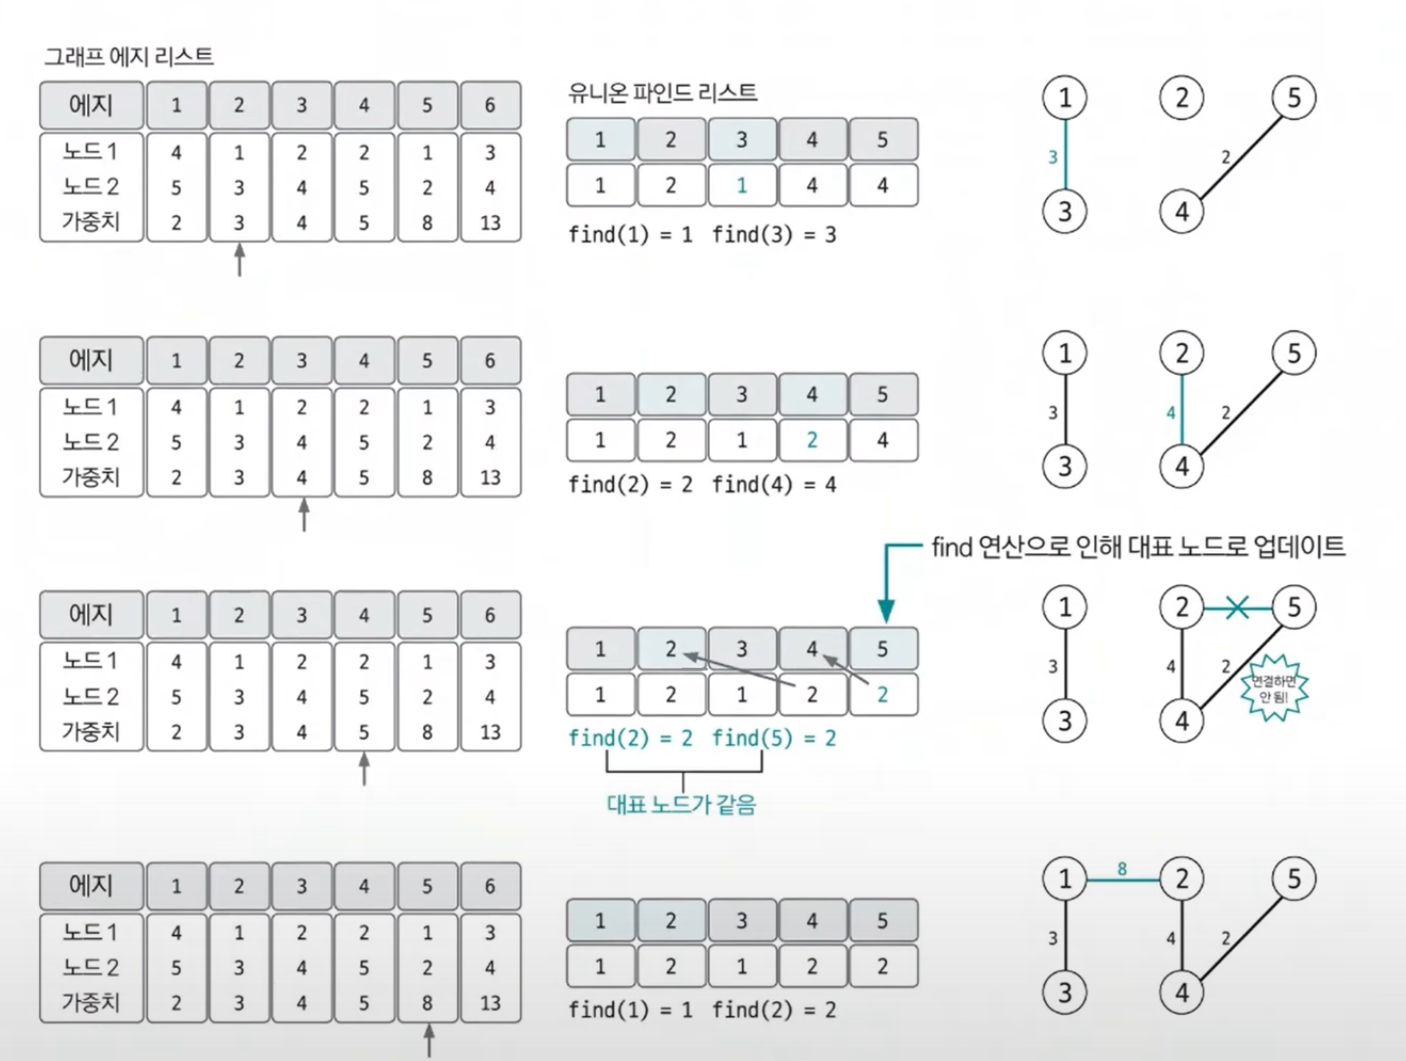 그래프 에지 리스트
에지 1 2 3 4 5 6
노드 1 4 1 2 2 1 3
노드 2 5 3 4 5 2 4
가중치 2 3 4 5 8 13
유니온 파인드 리스트
1 2 3 4 5
1 2 1 4 4
find(1) = 1 find(3) = 3
1 2 5
3 2
3 4
에지 1 2 3 4 5 6
노드 1 4 1 2 2 1 3
노드 2 5 3 4 5 2 4
가중치 2 3 4 5 8 13
1 2 3 4 5
1 2 1 2 4
find(2) = 2 find(4) = 4
1 2 5
3 4 2
3 4
find 연산으로 인해 대표 노드로 업데이트
에지 1 2 3 4 5 6
노드 1 4 1 2 2 1 3
노드 2 5 3 4 5 2 4
가중치 2 3 4 5 8 13
1 2 3 4 5
1 2 1 2 2
find(2) = 2 find(5) = 2
대표 노드가 같음
1 2 5
3 4 2
연결하면
안 됨!
3 4
에지 1 2 3 4 5 6
노드 1 4 1 2 2 1 3
노드 2 5 3 4 5 2 4
가중치 2 3 4 5 8 13
1 2 3 4 5
1 2 1 2 2
find(1) = 1 find(2) = 2
1 8 2 5
3 4 2
3 4